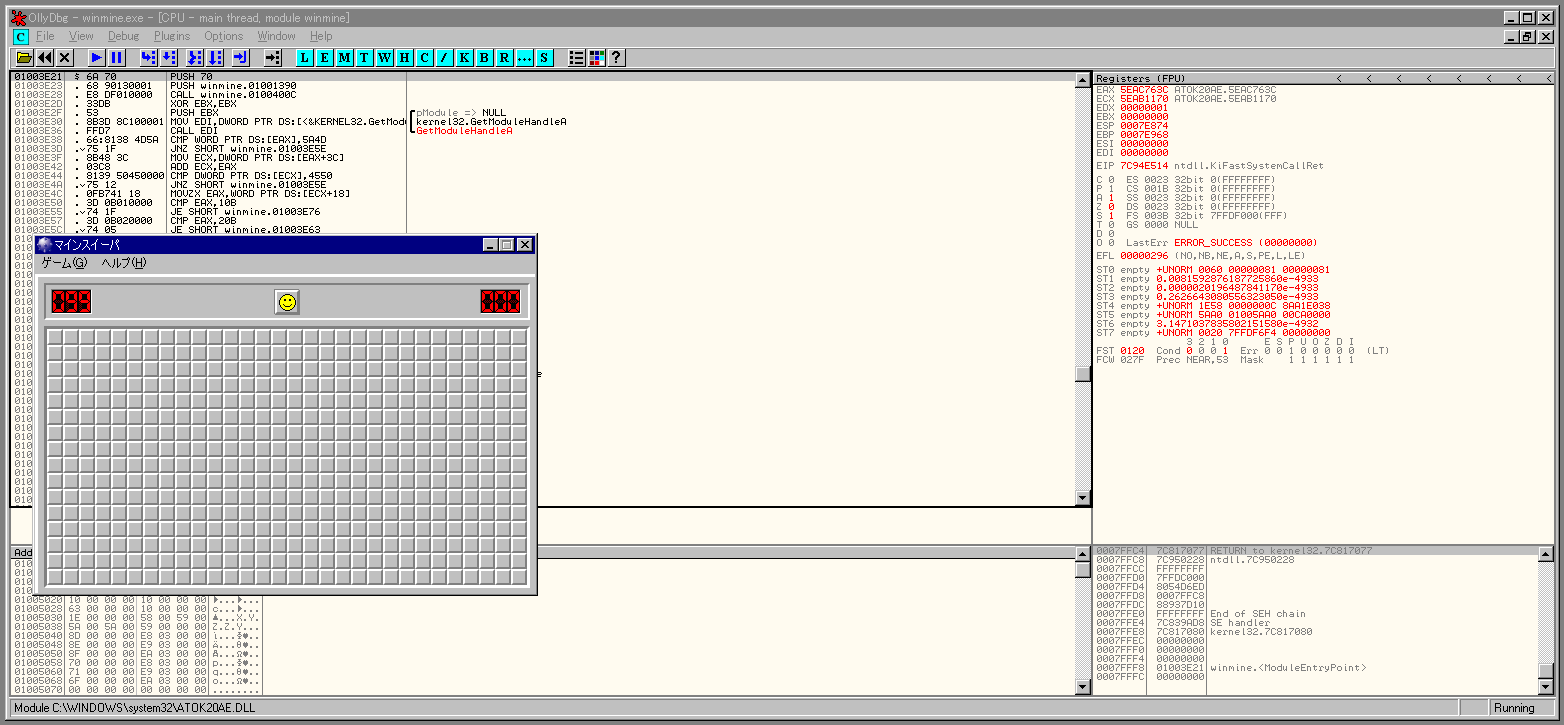 OllyDbg - winmine.exe - [CPU - main thread, module winmine]
C File View Debug Plugins Options Window Help
L E M T W H C / K B R ... S ?
01003E21 $ 6A 70 PUSH 70
01003E23 . 68 90130001 PUSH winmine.01001390
01003E28 . E8 DF010000 CALL winmine.0100400C
01003E2D . 33DB XOR EBX,EBX
01003E2F . 53 PUSH EBX pModule => NULL
01003E30 . 8B3D 8C100001 MOV EDI,DWORD PTR DS:[<&KERNEL32.GetMod kernel32.GetModuleHandleA
01003E36 . FFD7 CALL EDI GetModuleHandleA
01003E38 . 66:8138 4D5A CMP WORD PTR DS:[EAX],5A4D
01003E3D .v75 1F JNZ SHORT winmine.01003E5E
01003E3F . 8B48 3C MOV ECX,DWORD PTR DS:[EAX+3C]
01003E42 . 03C8 ADD ECX,EAX
01003E44 . 8139 50450000 CMP DWORD PTR DS:[ECX],4550
01003E4A .v75 12 JNZ SHORT winmine.01003E5E
01003E4C . 0FB741 18 MOVZX EAX,WORD PTR DS:[ECX+18]
01003E50 . 3D 0B010000 CMP EAX,10B
01003E55 .v74 1F JE SHORT winmine.01003E76
01003E57 . 3D 0B020000 CMP EAX,20B
01003E5C .v74 05 JE SHORT winmine.01003E63
マインスイーパ
ゲーム(G) ヘルプ(H)
099 000
Registers (FPU) < < < < < < < <
EAX 5EAC763C ATOK20AE.5EAC763C
ECX 5EAB1170 ATOK20AE.5EAB1170
EDX 00000001
EBX 00000000
ESP 0007E874
EBP 0007E968
ESI 00000000
EDI 00000000
EIP 7C94E514 ntdll.KiFastSystemCallRet
C 0 ES 0023 32bit 0(FFFFFFFF)
P 1 CS 001B 32bit 0(FFFFFFFF)
A 1 SS 0023 32bit 0(FFFFFFFF)
Z 0 DS 0023 32bit 0(FFFFFFFF)
S 1 FS 003B 32bit 7FFDF000(FFF)
T 0 GS 0000 NULL
D 0
O 0 LastErr ERROR_SUCCESS (00000000)
EFL 00000296 (NO,NB,NE,A,S,PE,L,LE)
ST0 empty +UNORM 0060 00000081 00000081
ST1 empty 0.0081592876187725860e-4933
ST2 empty 0.0000020196487841170e-4933
ST3 empty 0.2626643080556323050e-4933
ST4 empty +UNORM 1E58 0000000C 8AA1E038
ST5 empty +UNORM 5AA0 01005AA0 00CA0000
ST6 empty 3.1471037835802151580e-4932
ST7 empty +UNORM 0020 7FFDF6F4 00000000
3 2 1 0 E S P U O Z D I
FST 0120 Cond 0 0 0 1 Err 0 0 1 0 0 0 0 0 (LT)
FCW 027F Prec NEAR,53 Mask 1 1 1 1 1 1
Add
01005020 10 00 00 00 10 00 00 00
01005028 63 00 00 00 10 00 00 00
01005030 1E 00 00 00 58 00 59 00 ▲...X.Y.
01005038 5A 00 5A 00 59 00 00 00 Z.Z.Y...
01005040 8D 00 00 00 E8 03 00 00
01005048 8E 00 00 00 E9 03 00 00
01005050 8F 00 00 00 EA 03 00 00
01005058 70 00 00 00 E8 03 00 00
01005060 71 00 00 00 E9 03 00 00
01005068 6F 00 00 00 EA 03 00 00
01005070 00 00 00 00 00 00 00 00 ........
0007FFC4 7C817077 RETURN to kernel32.7C817077
0007FFC8 7C950228 ntdll.7C950228
0007FFCC FFFFFFFF
0007FFD0 7FFDC000
0007FFD4 8054D6ED
0007FFD8 0007FFC8
0007FFDC 88937D10
0007FFE0 FFFFFFFF End of SEH chain
0007FFE4 7C839AD8 SE handler
0007FFE8 7C817080 kernel32.7C817080
0007FFEC 00000000
0007FFF0 00000000
0007FFF4 00000000
0007FFF8 01003E21 winmine.<ModuleEntryPoint>
0007FFFC 00000000
Module C:\WINDOWS\system32\ATOK20AE.DLL
Running